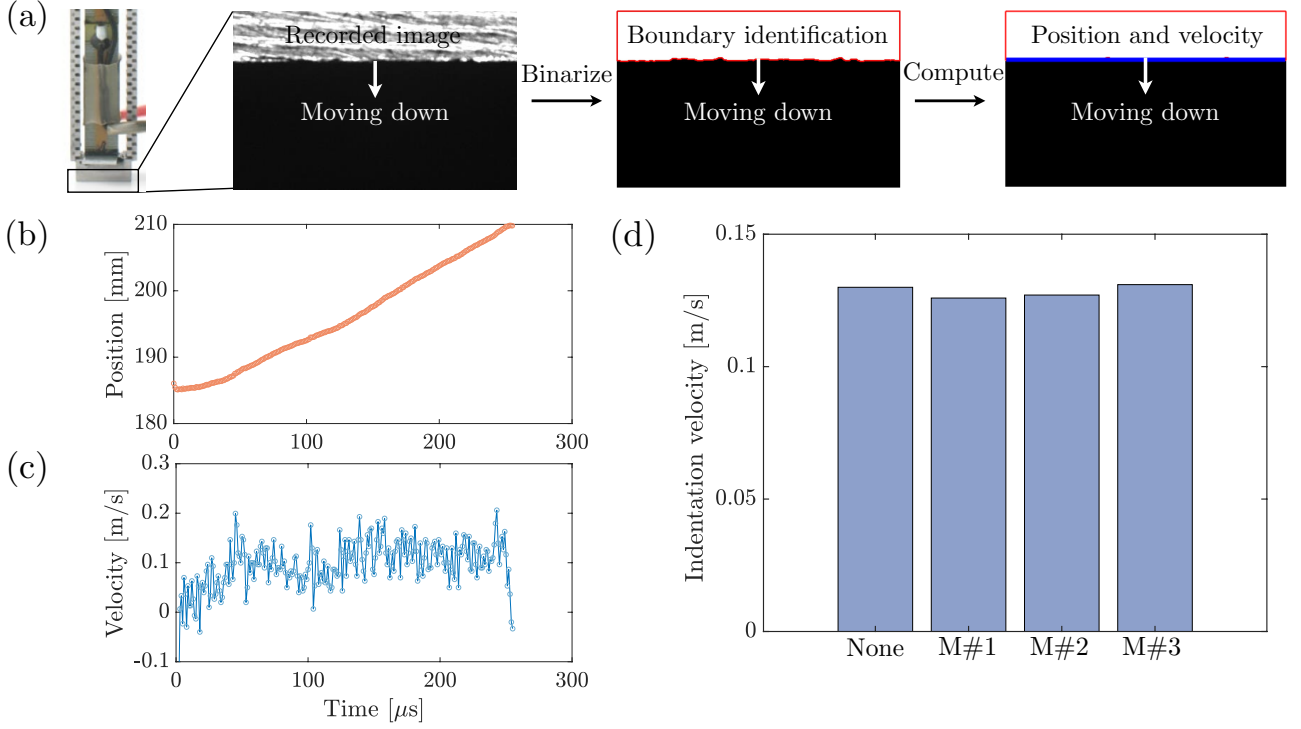 (a)
Recorded image
Moving down
Binarize
Boundary identification
Moving down
Compute
Position and velocity
Moving down
(b)
Position [mm]
210
200
190
180
0
100
200
300
(c)
Velocity [m/s]
0.3
0.2
0.1
0
-0.1
0
100
200
300
Time [μs]
(d)
Indentation velocity [m/s]
0.15
0.1
0.05
0
None
M#1
M#2
M#3